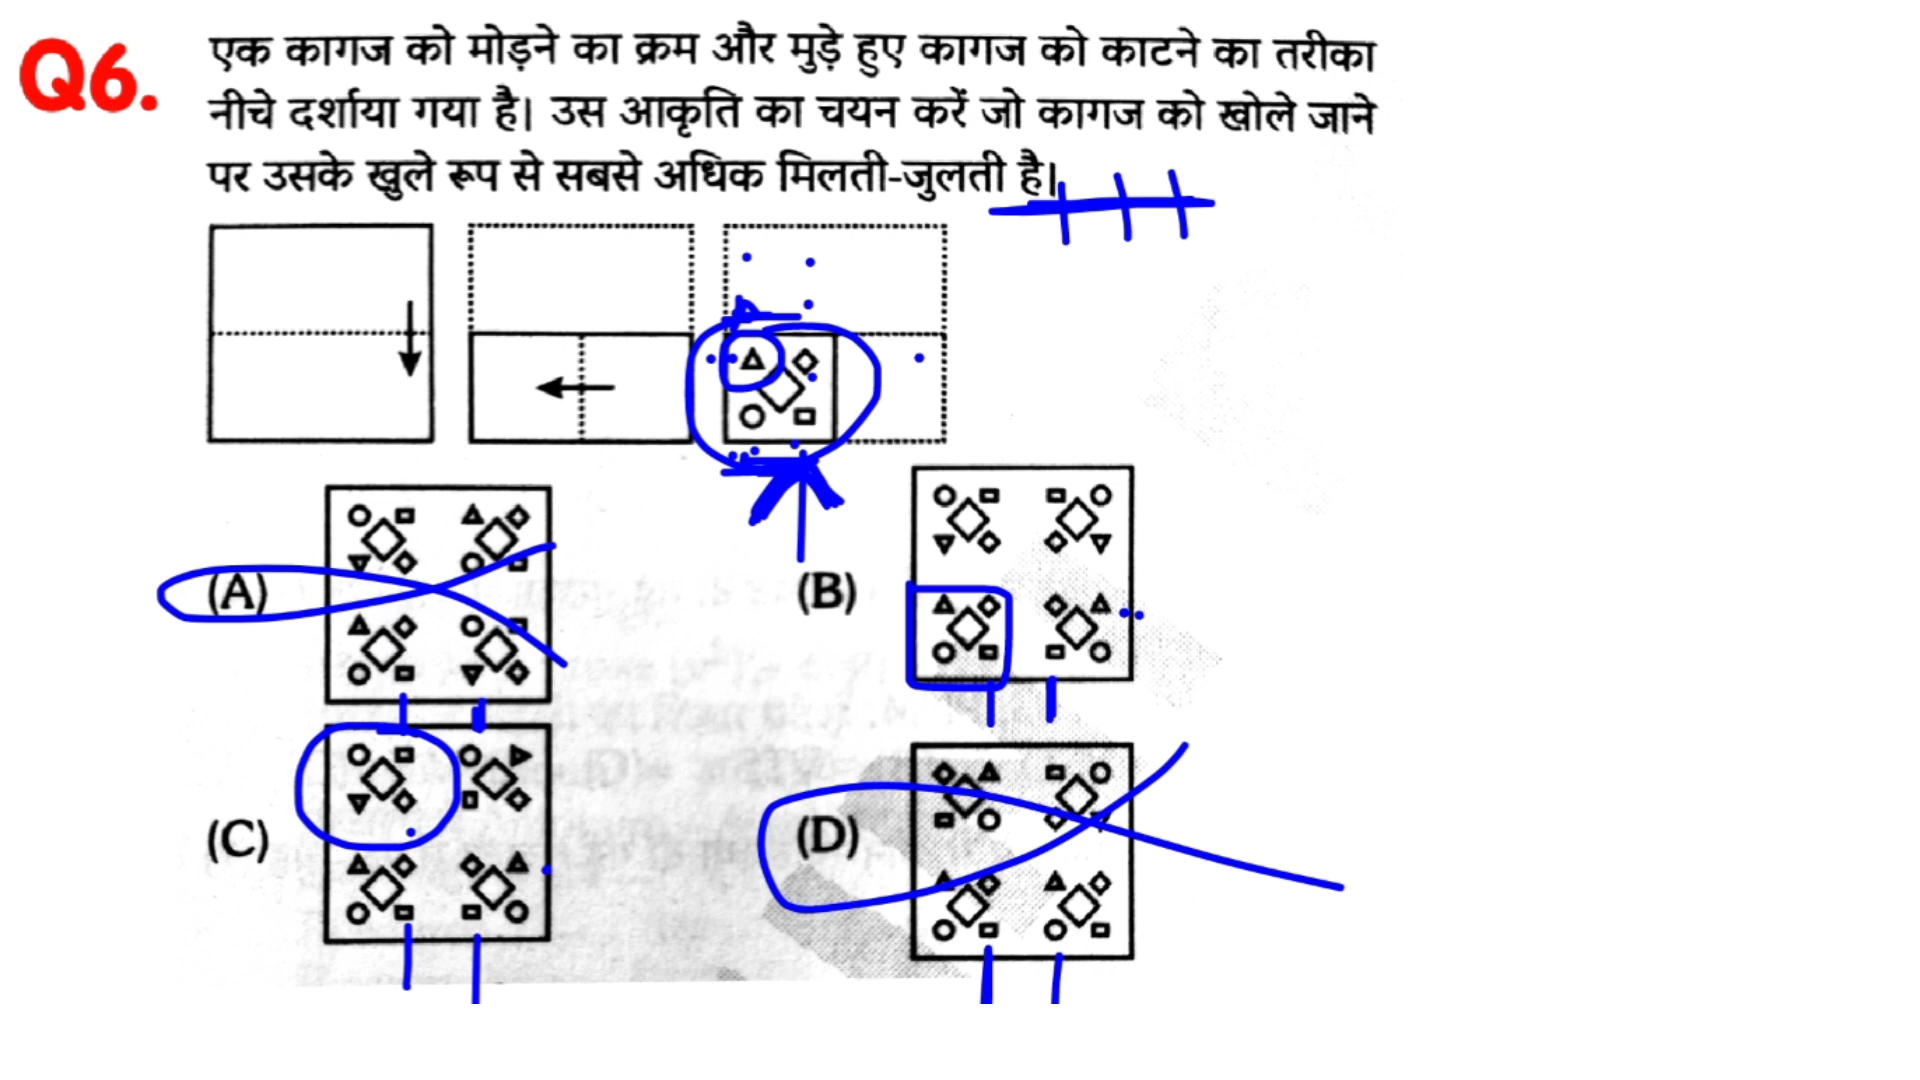 Q6. एक कागज को मोड़ने का क्रम और मुड़े हुए कागज को काटने का तरीका
नीचे दर्शाया गया है। उस आकृति का चयन करें जो कागज को खोले जाने
पर उसके खुले रूप से सबसे अधिक मिलती-जुलती है।
(A)
(B)
(C)
(D)